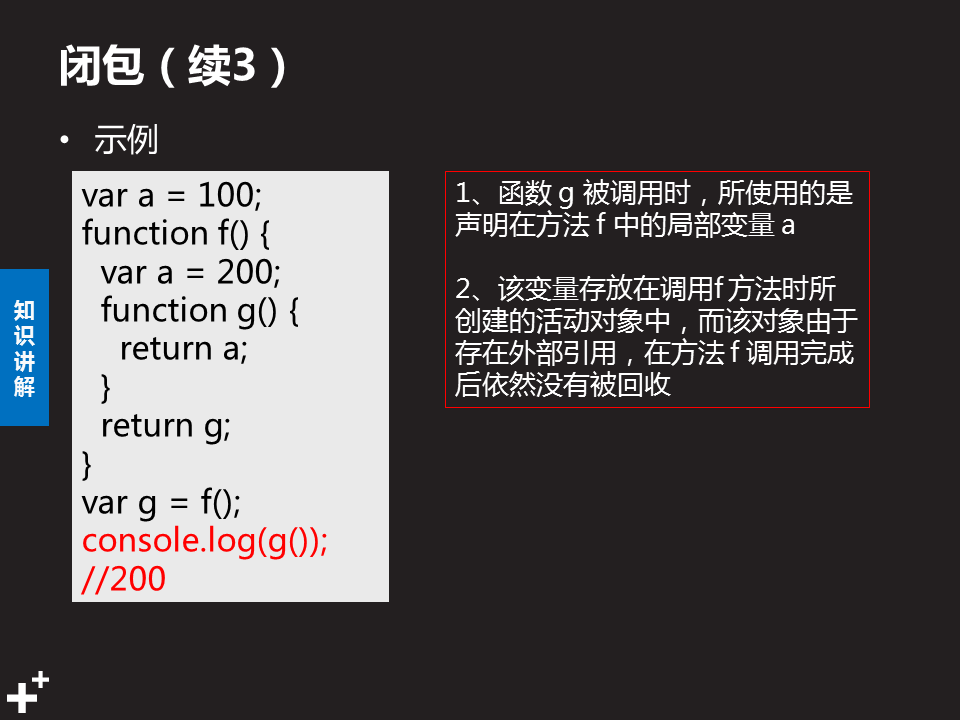 闭包（续3）
• 示例
var a = 100;
function f() {
  var a = 200;
  function g() {
    return a;
  }
  return g;
}
var g = f();
console.log(g());
//200
1、函数 g 被调用时，所使用的是
声明在方法 f 中的局部变量 a
2、该变量存放在调用f 方法时所
创建的活动对象中，而该对象由于
存在外部引用，在方法 f 调用完成
后依然没有被回收
知
识
讲
解